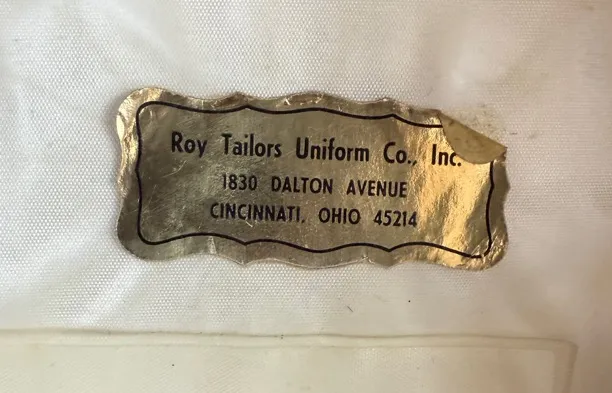 Roy Tailors Uniform Co., Inc.
1830 DALTON AVENUE
CINCINNATI, OHIO 45214